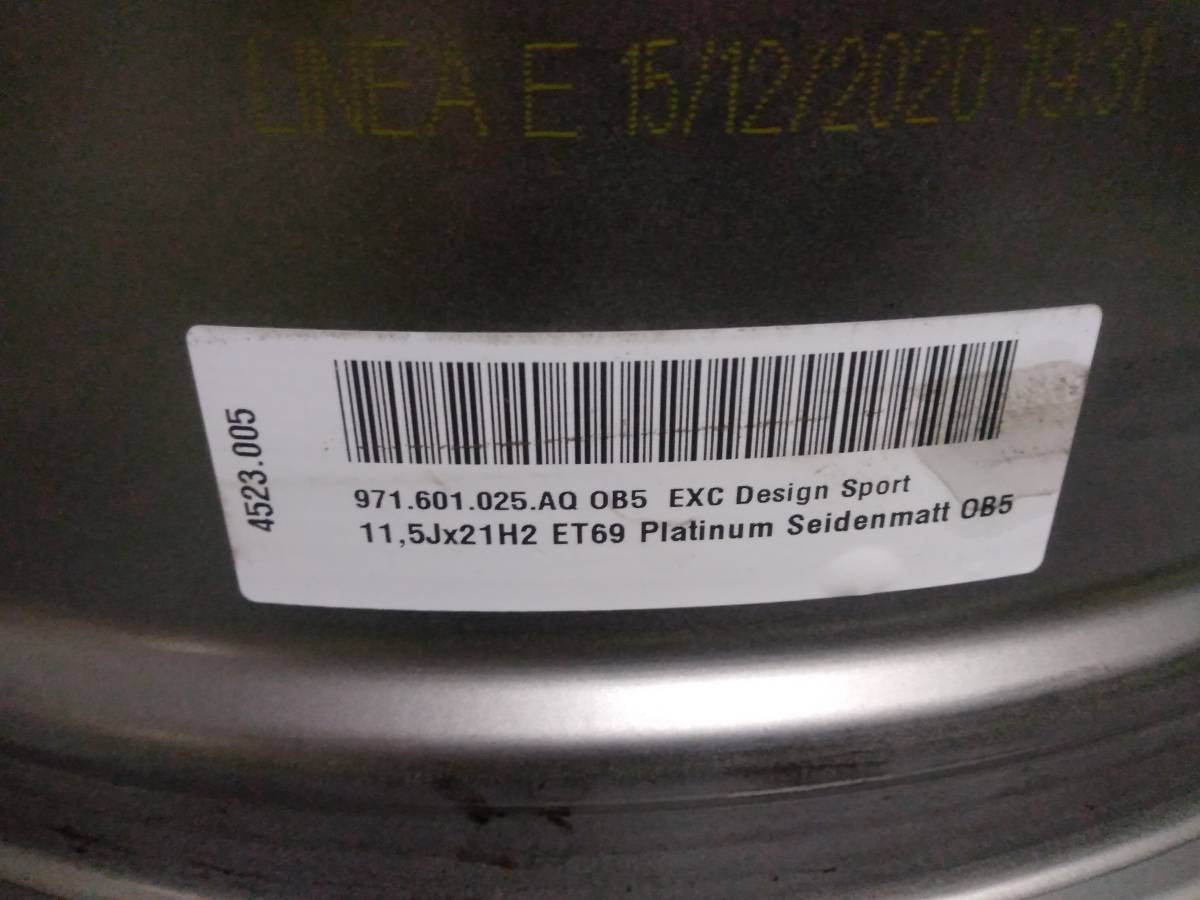 LINEA E 15/12/2020 19:31
4523.005
971.601.025.AQ OB5 EXC Design Sport
11,5Jx21H2 ET69 Platinum Seidenmatt OB5